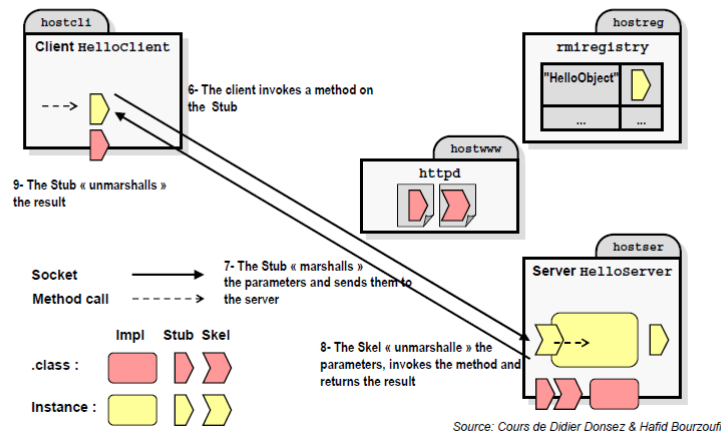 hostcli
Client HelloClient
hostreg
rmiregistry
"HelloObject"
... ...
6- The client invokes a method on
the Stub
hostwww
httpd
9- The Stub « unmarshalls »
the result
hostser
Server HelloServer
Socket
Method call
7- The Stub « marshalls »
the parameters and sends them to
the server
Impl Stub Skel
.class :
Instance :
8- The Skel « unmarshalle » the
parameters, invokes the method and
returns the result
Source: Cours de Didier Donsez & Hafid Bourzoufi